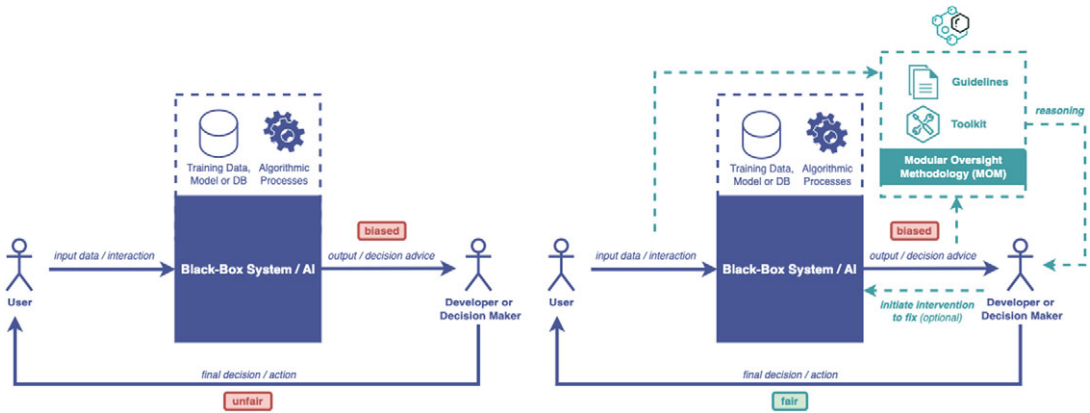 Training Data,
Model or DB
Algorithmic
Processes
biased
input data / interaction
Black-Box System / AI
output / decision advice
User
Developer or
Decision Maker
final decision / action
unfair
Guidelines
reasoning
Toolkit
Training Data,
Model or DB
Algorithmic
Processes
Modular Oversight
Methodology (MOM)
biased
input data / interaction
Black-Box System / AI
output / decision advice
User
initiate intervention
to fix (optional)
Developer or
Decision Maker
final decision / action
fair